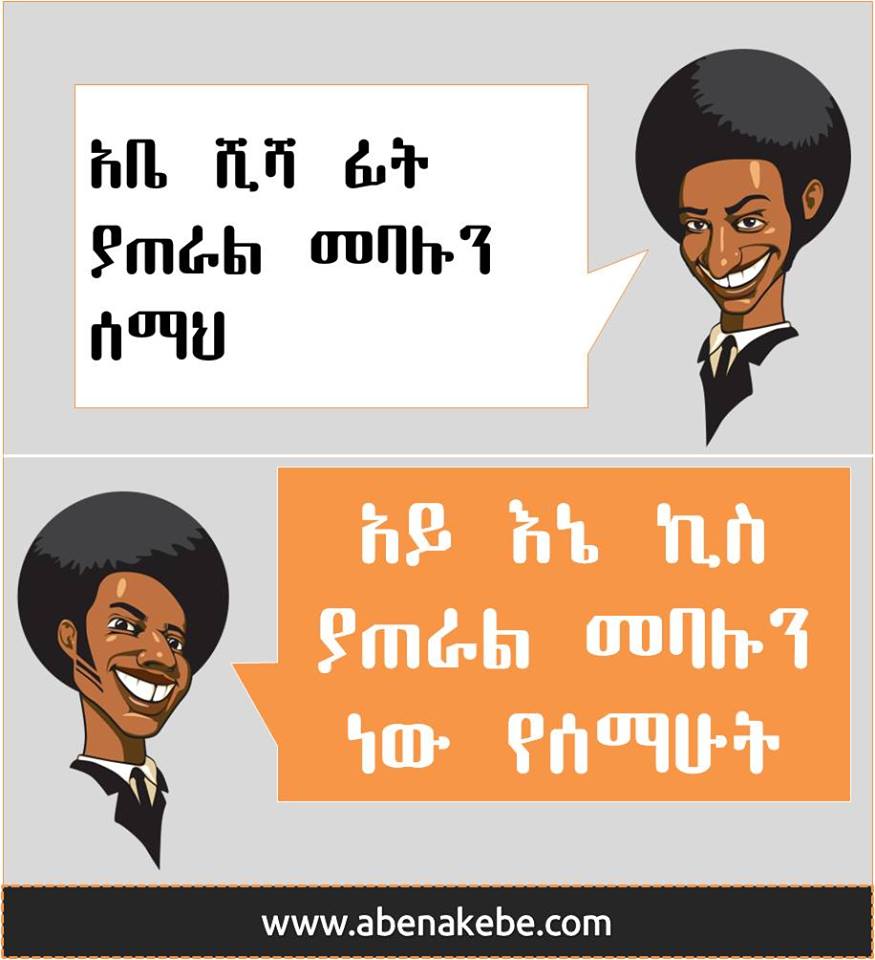 አቤ ሺሻ ፊት
ያጠራል መባሉን
ሰማህ
አይ እኔ ኪስ
ያጠራል መባሉን
ነው የሰማሁት
www.abenakebe.com